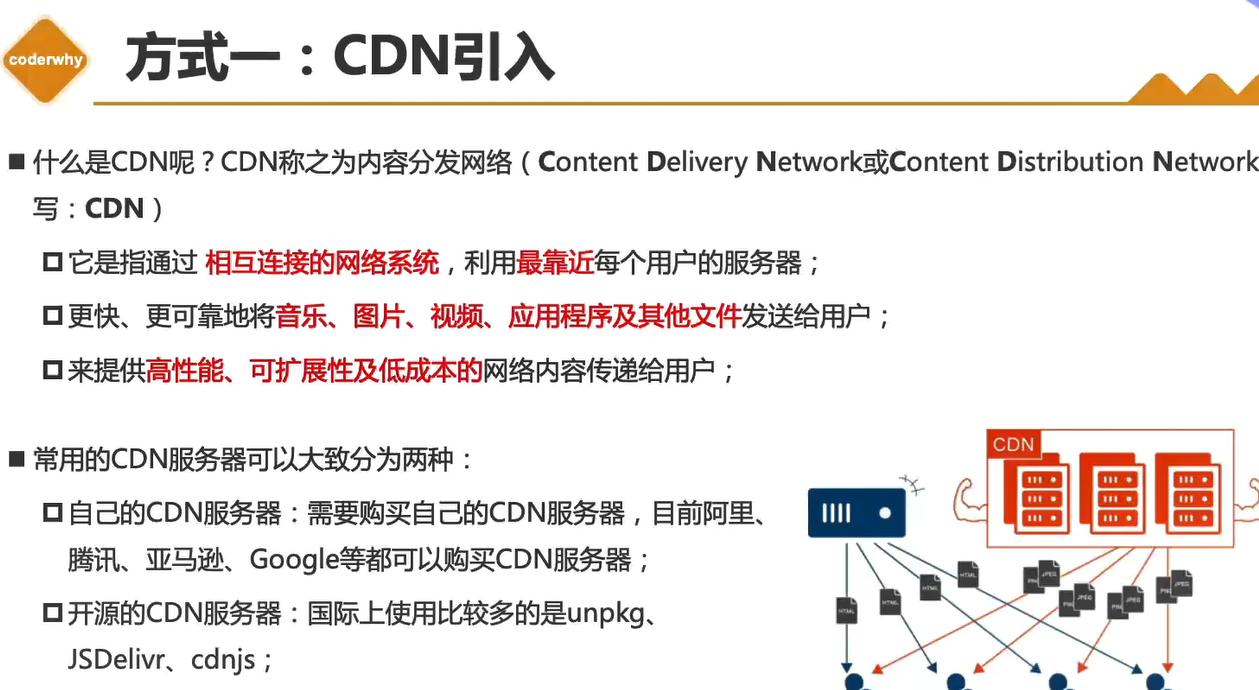 coderwhy
方式一：CDN引入
■ 什么是CDN呢？CDN称之为内容分发网络（Content Delivery Network或Content Distribution Network
写：CDN）
它是指通过 相互连接的网络系统，利用最靠近每个用户的服务器；
更快、更可靠地将音乐、图片、视频、应用程序及其他文件发送给用户；
来提供高性能、可扩展性及低成本的网络内容传递给用户；
■ 常用的CDN服务器可以大致分为两种：
自己的CDN服务器：需要购买自己的CDN服务器，目前阿里、
腾讯、亚马逊、Google等都可以购买CDN服务器；
开源的CDN服务器：国际上使用比较多的是unpkg、
JSDelivr、cdnjs；
CDN
HTML
HTML
HTML
HTML
JPEG
JPEG
JPEG
JPEG